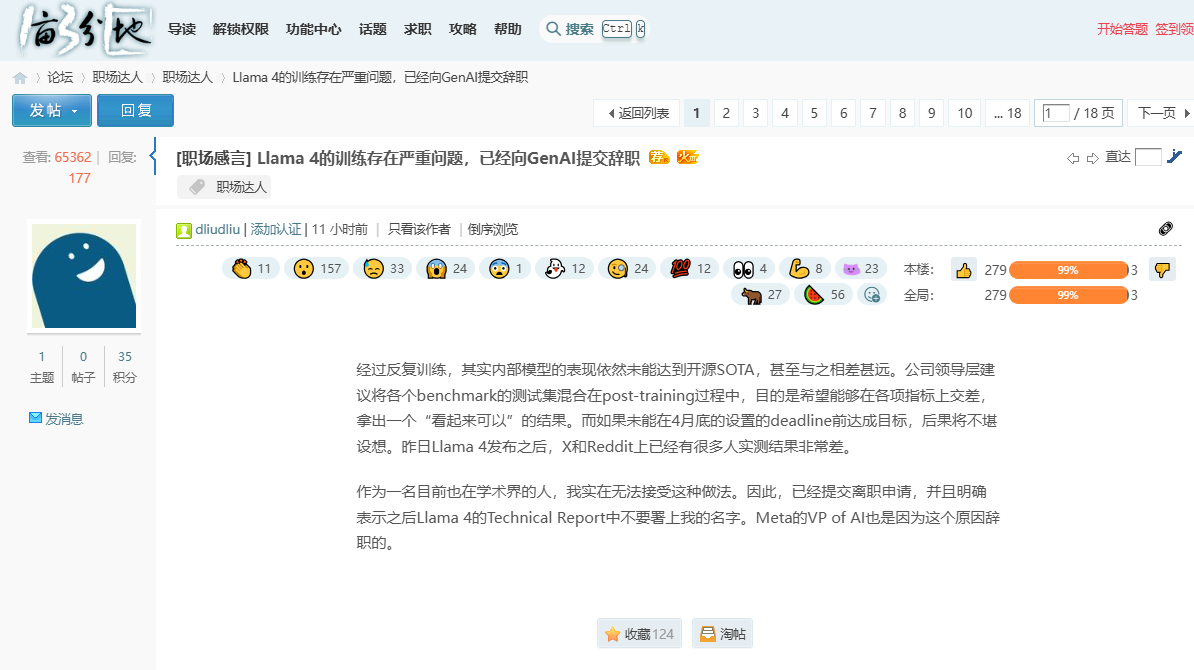 亩三分地
导读 解锁权限 功能中心 话题 求职 攻略 帮助 搜索 Ctrl k 开始答题 签到领
论坛 职场达人 职场达人 Llama 4的训练存在严重问题，已经向GenAI提交辞职
发帖 回复 返回列表 1 2 3 4 5 6 7 8 9 10 ... 18 1 / 18 页 下一页
查看: 65362 | 回复: 177
[职场感言] Llama 4的训练存在严重问题，已经向GenAI提交辞职 荐 火 直达
职场达人
dliudliu | 添加认证 | 11 小时前 | 只看该作者 | 倒序浏览
11 157 33 24 1 12 24 💯 12 4 8 23 本楼: 279 99% 3
27 56 全局: 279 99% 3
1 0 35
主题 帖子 积分
发消息
经过反复训练，其实内部模型的表现依然未能达到开源SOTA，甚至与之相差甚远。公司领导层建
议将各个benchmark的测试集混合在post-training过程中，目的是希望能够在各项指标上交差，
拿出一个“看起来可以”的结果。而如果未能在4月底的设置的deadline前达成目标，后果将不堪
设想。昨日Llama 4发布之后，X和Reddit上已经有很多人实测结果非常差。
作为一名目前也在学术界的人，我实在无法接受这种做法。因此，已经提交离职申请，并且明确
表示之后Llama 4的Technical Report中不要署上我的名字。Meta的VP of AI也是因为这个原因辞
职的。
收藏124 淘帖